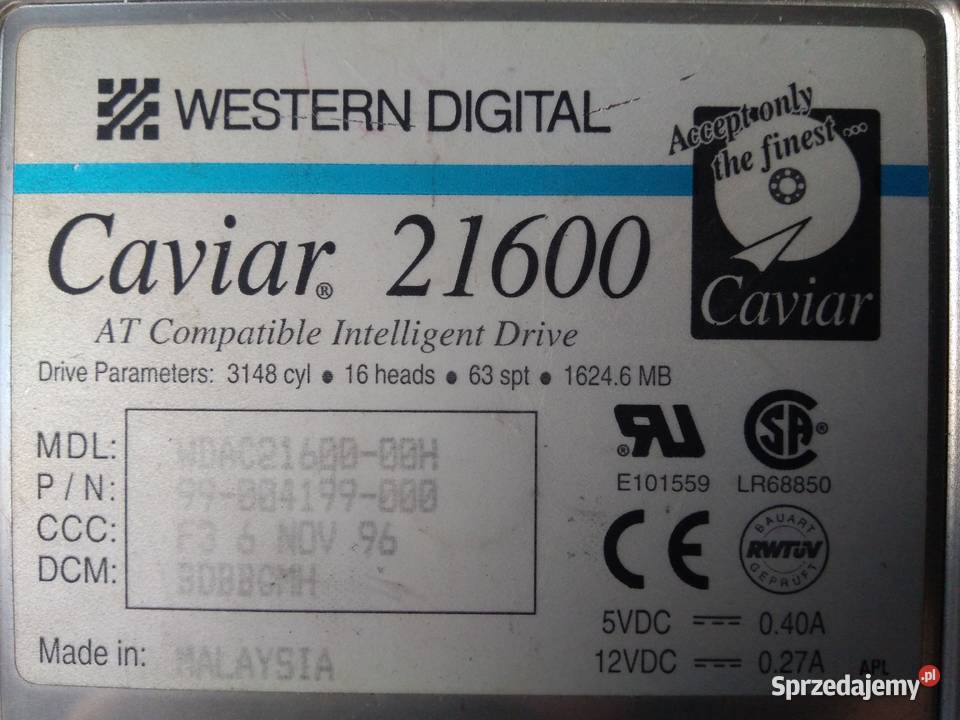 WESTERN DIGITAL
Accept only
the finest ...
Caviar® 21600
Caviar
AT Compatible Intelligent Drive
Drive Parameters: 3148 cyl • 16 heads • 63 spt • 1624.6 MB
MDL: WDAC21600-00H
P/N: 99-004199-000
CCC: F3 6 NOV 96
DCM:
E101559 LR68850
CE
BAUART
RWTÜV
GEPRÜFT
5VDC 0.40A
12VDC 0.27A APL
Made in: MALAYSIA
Sprzedajemy.pl